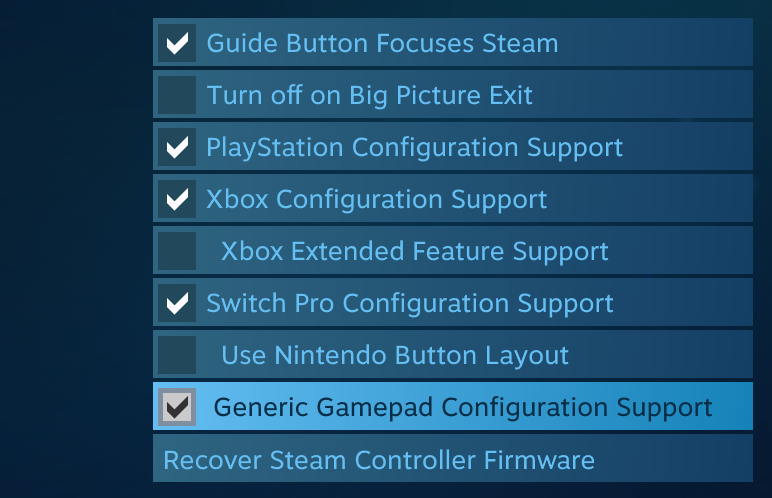 Guide Button Focuses Steam
Turn off on Big Picture Exit
PlayStation Configuration Support
Xbox Configuration Support
Xbox Extended Feature Support
Switch Pro Configuration Support
Use Nintendo Button Layout
Generic Gamepad Configuration Support
Recover Steam Controller Firmware